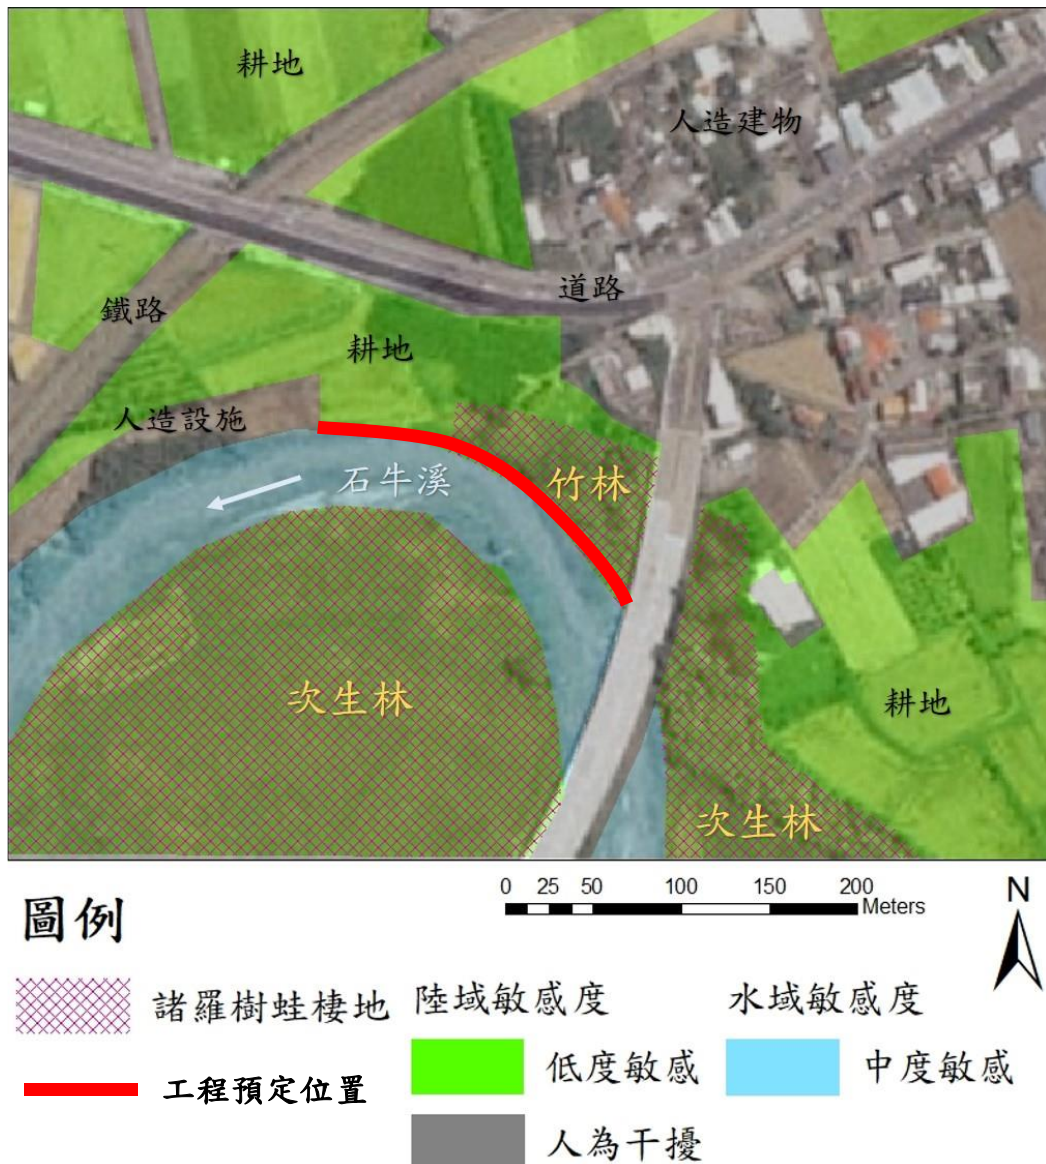 耕地
人造建物
道路
鐵路
耕地
人造設施
石牛溪
竹林
次生林
耕地
次生林
圖例
0 25 50 100 150 200
Meters
N
諸羅樹蛙棲地
工程預定位置
陸域敏感度
低度敏感
人為干擾
水域敏感度
中度敏感